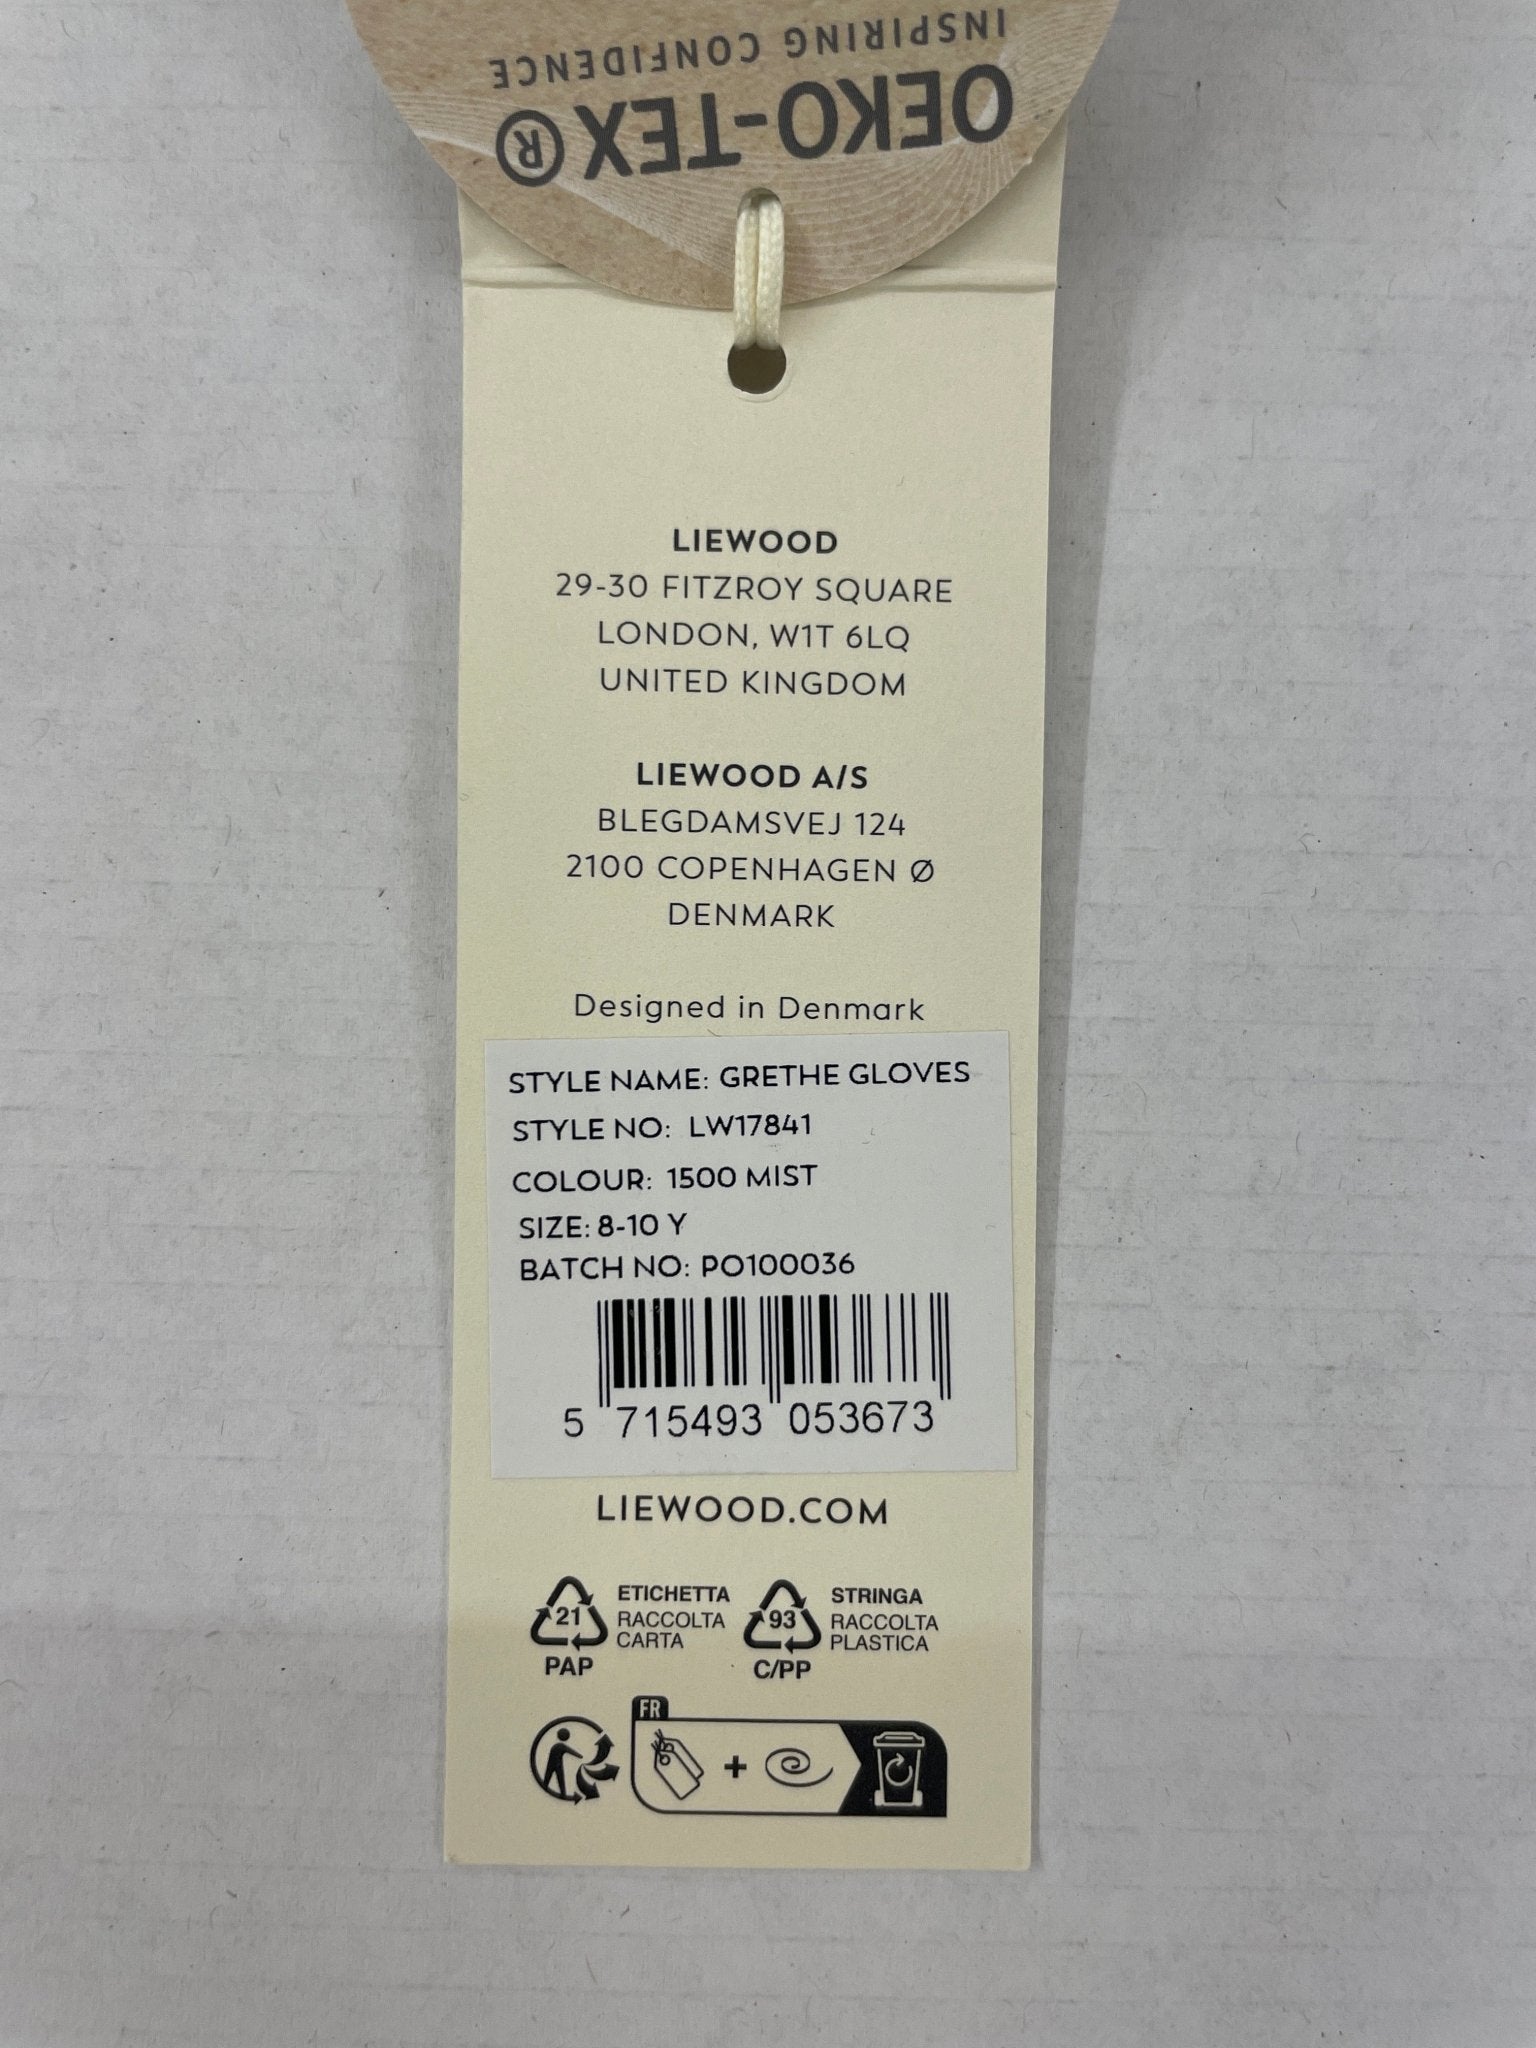 INSPIRING CONFIDENCE
OEKO-TEX®
LIEWOOD
29-30 FITZROY SQUARE
LONDON, W1T 6LQ
UNITED KINGDOM
LIEWOOD A/S
BLEGDAMSVEJ 124
2100 COPENHAGEN Ø
DENMARK
Designed in Denmark
STYLE NAME: GRETHE GLOVES
STYLE NO: LW17841
COLOUR: 1500 MIST
SIZE: 8-10 Y
BATCH NO: PO100036
5 715493 053673
LIEWOOD.COM
21
PAP
ETICHETTA
RACCOLTA
CARTA
93
C/PP
STRINGA
RACCOLTA
PLASTICA
FR
+